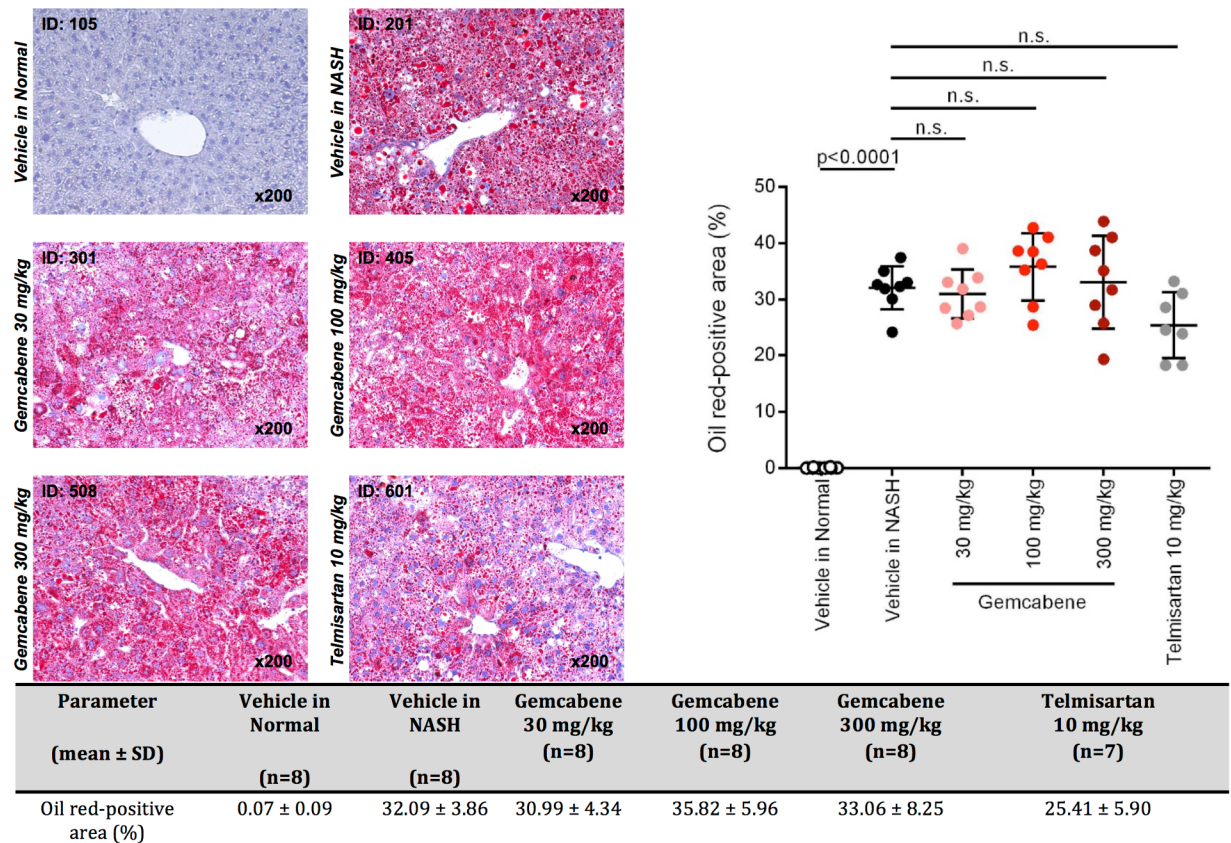 Vehicle in Normal
ID: 105
x200
Vehicle in NASH
ID: 201
x200
Gemcabene 30 mg/kg
ID: 301
x200
Gemcabene 100 mg/kg
ID: 405
x200
Gemcabene 300 mg/kg
ID: 508
x200
Telmisartan 10 mg/kg
ID: 601
x200
n.s.
n.s.
n.s.
n.s.
p<0.0001
Oil red-positive area (%)
50
40
30
20
10
0
Vehicle in Normal
Vehicle in NASH
30 mg/kg
100 mg/kg
300 mg/kg
Telmisartan 10 mg/kg
Gemcabene
Parameter
(mean ± SD)
Vehicle in
Normal
(n=8)
Vehicle in
NASH
(n=8)
Gemcabene
30 mg/kg
(n=8)
Gemcabene
100 mg/kg
(n=8)
Gemcabene
300 mg/kg
(n=8)
Telmisartan
10 mg/kg
(n=7)
Oil red-positive
area (%)
0.07 ± 0.09
32.09 ± 3.86
30.99 ± 4.34
35.82 ± 5.96
33.06 ± 8.25
25.41 ± 5.90